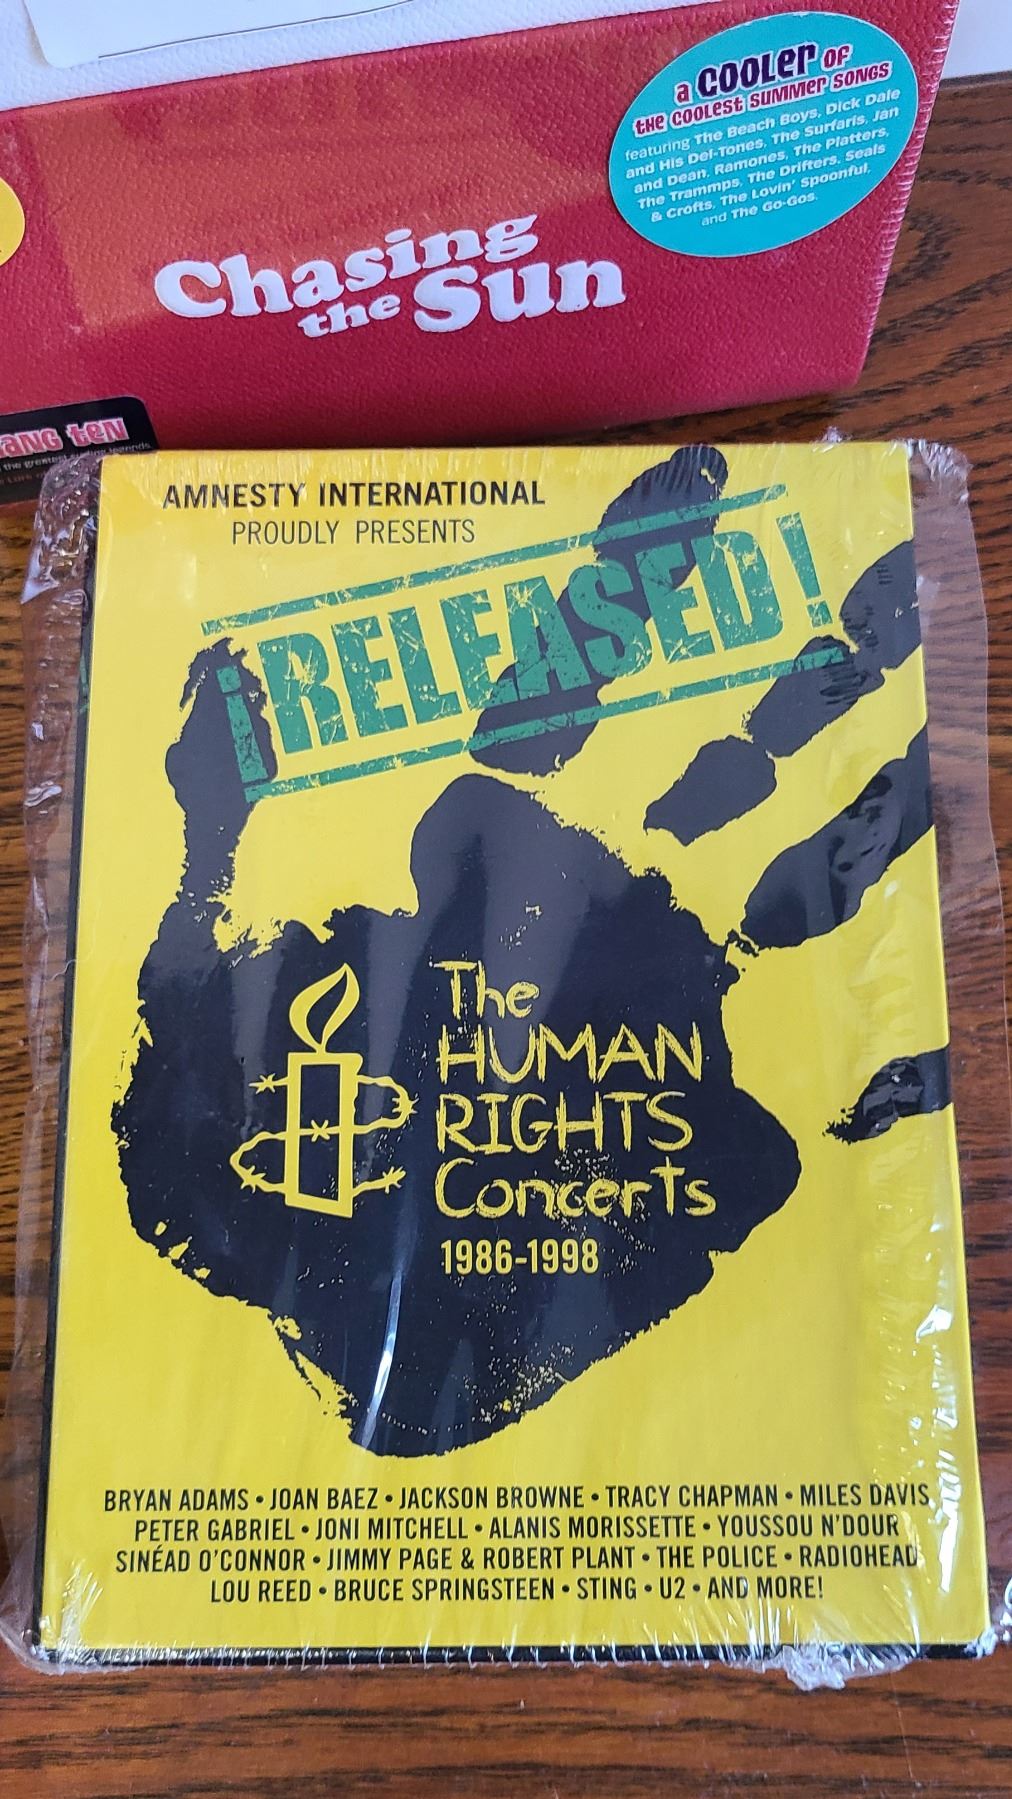 a COOLER OF
THE COOLEST SUMMER SONGS
featuring The Beach Boys, Dick Dale
and His Del-Tones, The Surfaris, Jan
and Dean, Ramones, The Platters,
The Trammps, The Drifters, Seals
& Crofts, The Lovin' Spoonful,
and The Go-Gos.
Chasing
the Sun
HANG TEN
the greatest
AMNESTY INTERNATIONAL
PROUDLY PRESENTS
¡RELEASED!
The
HUMAN
RIGHTS
Concerts
1986-1998
BRYAN ADAMS • JOAN BAEZ • JACKSON BROWNE • TRACY CHAPMAN • MILES DAVIS
PETER GABRIEL • JONI MITCHELL • ALANIS MORISSETTE • YOUSSOU N'DOUR
SINÉAD O'CONNOR • JIMMY PAGE & ROBERT PLANT • THE POLICE • RADIOHEAD
LOU REED • BRUCE SPRINGSTEEN • STING • U2 • AND MORE!